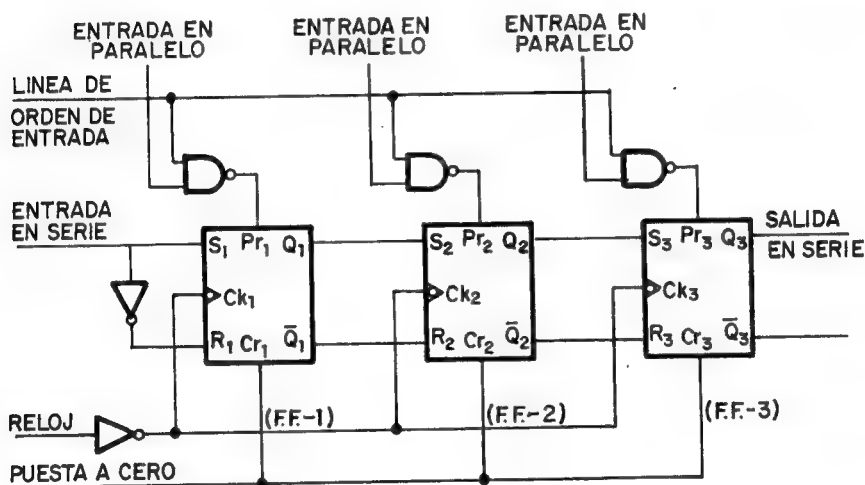 ENTRADA EN
PARALELO
ENTRADA EN
PARALELO
ENTRADA EN
PARALELO
LINEA DE
ORDEN DE
ENTRADA
ENTRADA
EN SERIE
SALIDA
EN SERIE
S₁ Pr₁ Q₁
S₂ Pr₂ Q₂
S₃ Pr₃ Q₃
Ck₁
Ck₂
Ck₃
R₁ Cr₁ Q̅₁
R₂ Cr₂ Q̅₂
R₃ Cr₃ Q̅₃
RELOJ
(F.F.-1)
(F.F.-2)
(F.F.-3)
PUESTA A CERO